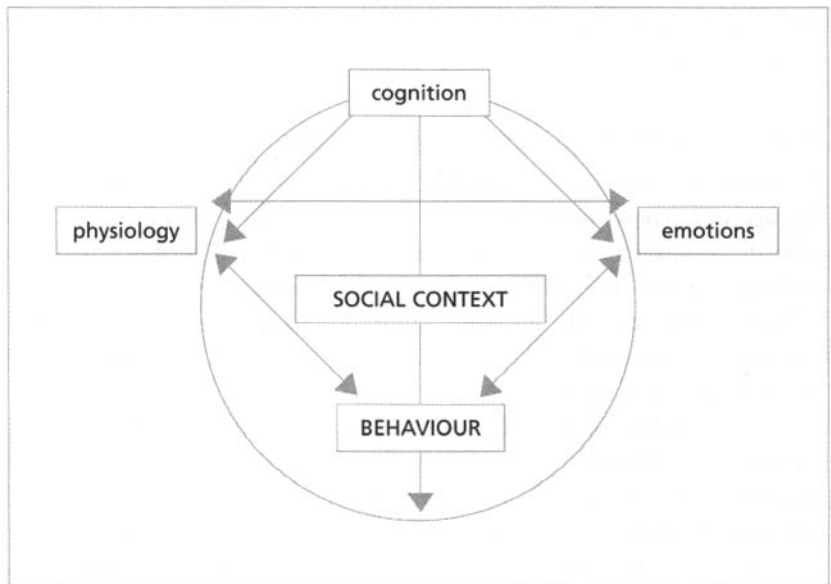 cognition
physiology
emotions
SOCIAL CONTEXT
BEHAVIOUR